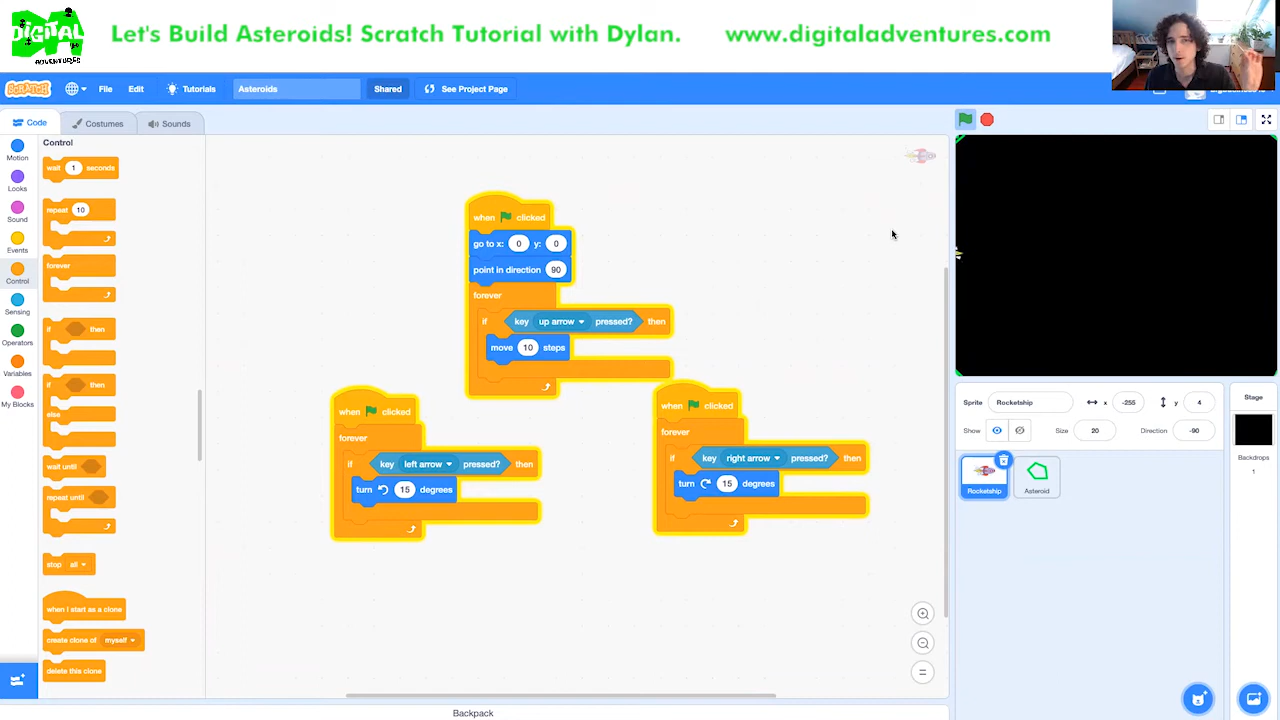 DiGiTAL
ADVENTURES
Let's Build Asteroids! Scratch Tutorial with Dylan. www.digitaladventures.com
SCRATCH
File Edit Tutorials Asteroids Shared See Project Page
Code Costumes Sounds
Motion
Looks
Sound
Events
Control
Sensing
Operators
Variables
My Blocks
Control
wait 1 seconds
repeat 10
forever
if then
if then
else
wait until
repeat until
stop all
when I start as a clone
create clone of myself
delete this clone
when clicked
go to x: 0 y: 0
point in direction 90
forever
if key up arrow pressed? then
move 10 steps
when clicked
forever
if key left arrow pressed? then
turn 15 degrees
when clicked
forever
if key right arrow pressed? then
turn 15 degrees
Sprite Rocketship x -255 y 4
Show Size 20 Direction -90
Rocketship
Asteroid
Stage
Backdrops
1
Backpack